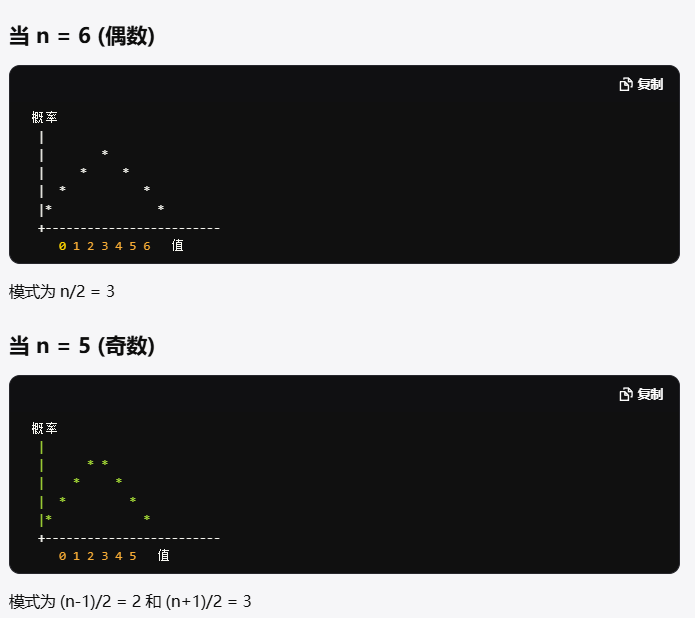 当 n = 6 (偶数)
复制
概率
|
|        *
|     *     *
|  *           *
|*               *
+-------------------------
0 1 2 3 4 5 6   值
模式为 n/2 = 3
当 n = 5 (奇数)
复制
概率
|
|      * *
|    *     *
|  *         *
|*             *
+-------------------------
0 1 2 3 4 5   值
模式为 (n-1)/2 = 2 和 (n+1)/2 = 3